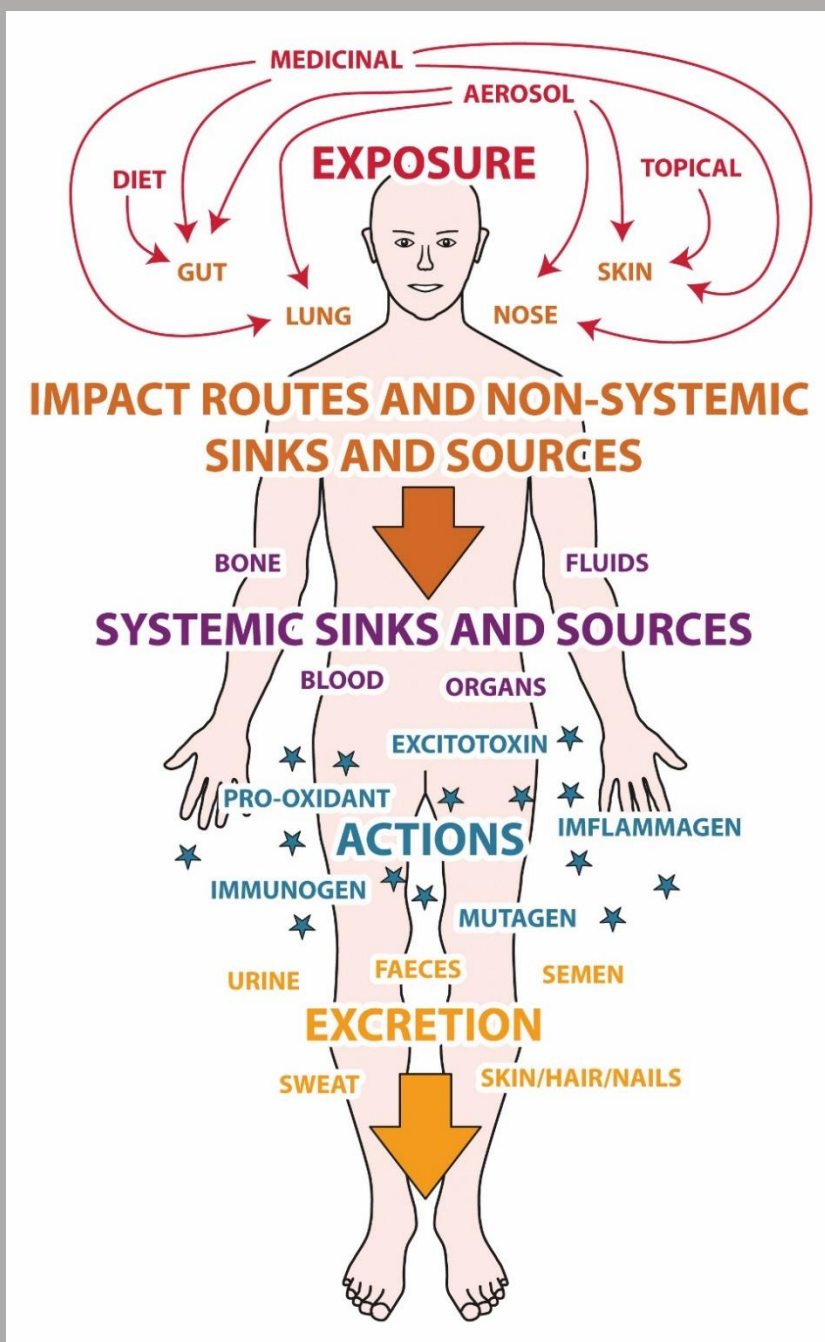 MEDICINAL
AEROSOL
EXPOSURE
DIET
TOPICAL
GUT
SKIN
LUNG
NOSE
IMPACT ROUTES AND NON-SYSTEMIC
SINKS AND SOURCES
BONE
FLUIDS
SYSTEMIC SINKS AND SOURCES
BLOOD
ORGANS
EXCITOTOXIN
PRO-OXIDANT
ACTIONS
IMFLAMMAGEN
IMMUNOGEN
MUTAGEN
URINE
FAECES
SEMEN
EXCRETION
SWEAT
SKIN/HAIR/NAILS